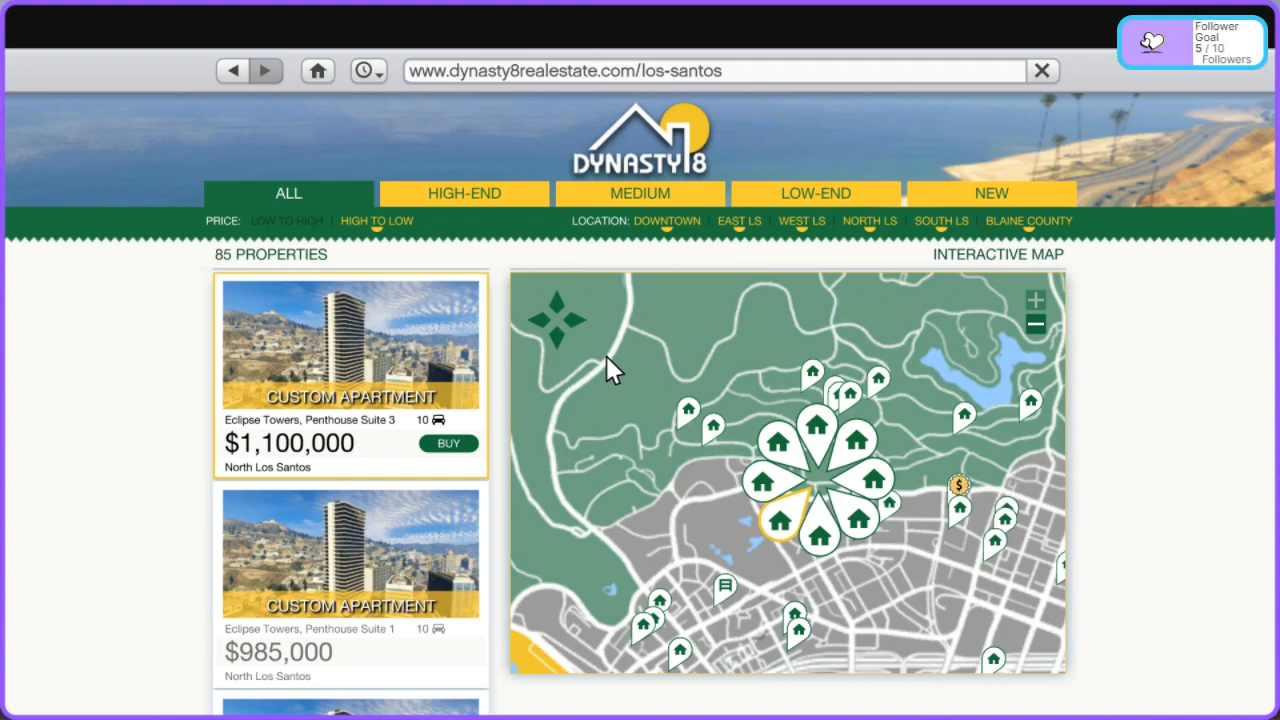 Follower
Goal
5 / 10
Followers
www.dynasty8realestate.com/los-santos
DYNASTY 8
ALL
HIGH-END
MEDIUM
LOW-END
NEW
PRICE: LOW TO HIGH | HIGH TO LOW
LOCATION: DOWNTOWN | EAST LS | WEST LS | NORTH LS | SOUTH LS | BLAINE COUNTY
85 PROPERTIES
INTERACTIVE MAP
CUSTOM APARTMENT
Eclipse Towers, Penthouse Suite 3 10
$1,100,000
BUY
North Los Santos
CUSTOM APARTMENT
Eclipse Towers, Penthouse Suite 1 10
$985,000
North Los Santos
$